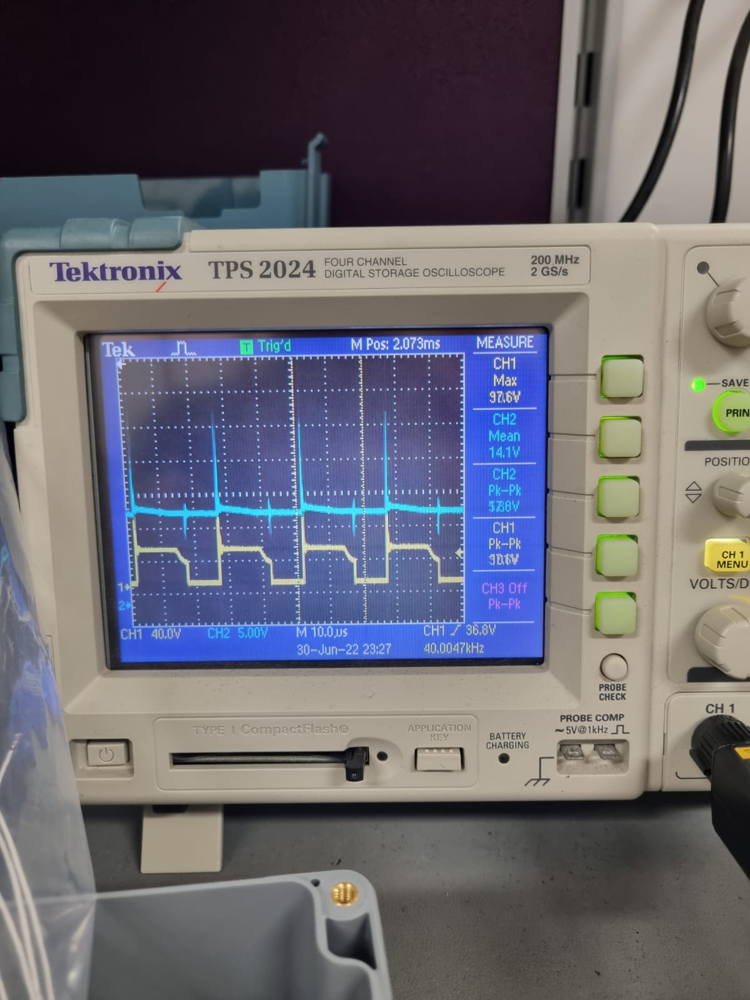 Tektronix TPS 2024 FOUR CHANNEL 200 MHz
DIGITAL STORAGE OSCILLOSCOPE 2 GS/s
Tek Trig'd M Pos: 2.073ms MEASURE
CH1
Max
97.6V
CH2
Mean
14.1V
CH2
Pk-Pk
CH1
Pk-Pk
CH3 Off
Pk-Pk
1
2
CH1 40.0V CH2 5.00V M 10.0µs CH1 36.8V
30-Jun-22 23:27 40.0047kHz
SAVE
PRIN
POSITIO
CH 1
MENU
VOLTS/D
PROBE
CHECK
CH 1
PROBE COMP
~5V@1kHz
TYPE I CompactFlash®
APPLICATION
KEY
BATTERY
CHARGING